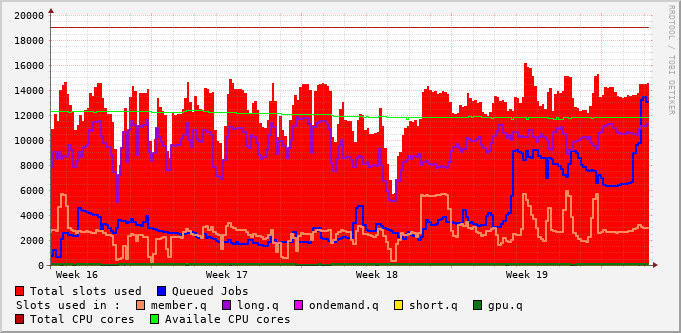 20000
18000
16000
14000
12000
10000
8000
6000
4000
2000
0
Week 16 Week 17 Week 18 Week 19
RRDTOOL / TOBI OETIKER
Total slots used Queued Jobs
Slots used in : member.q long.q ondemand.q short.q gpu.q
Total CPU cores Availale CPU cores